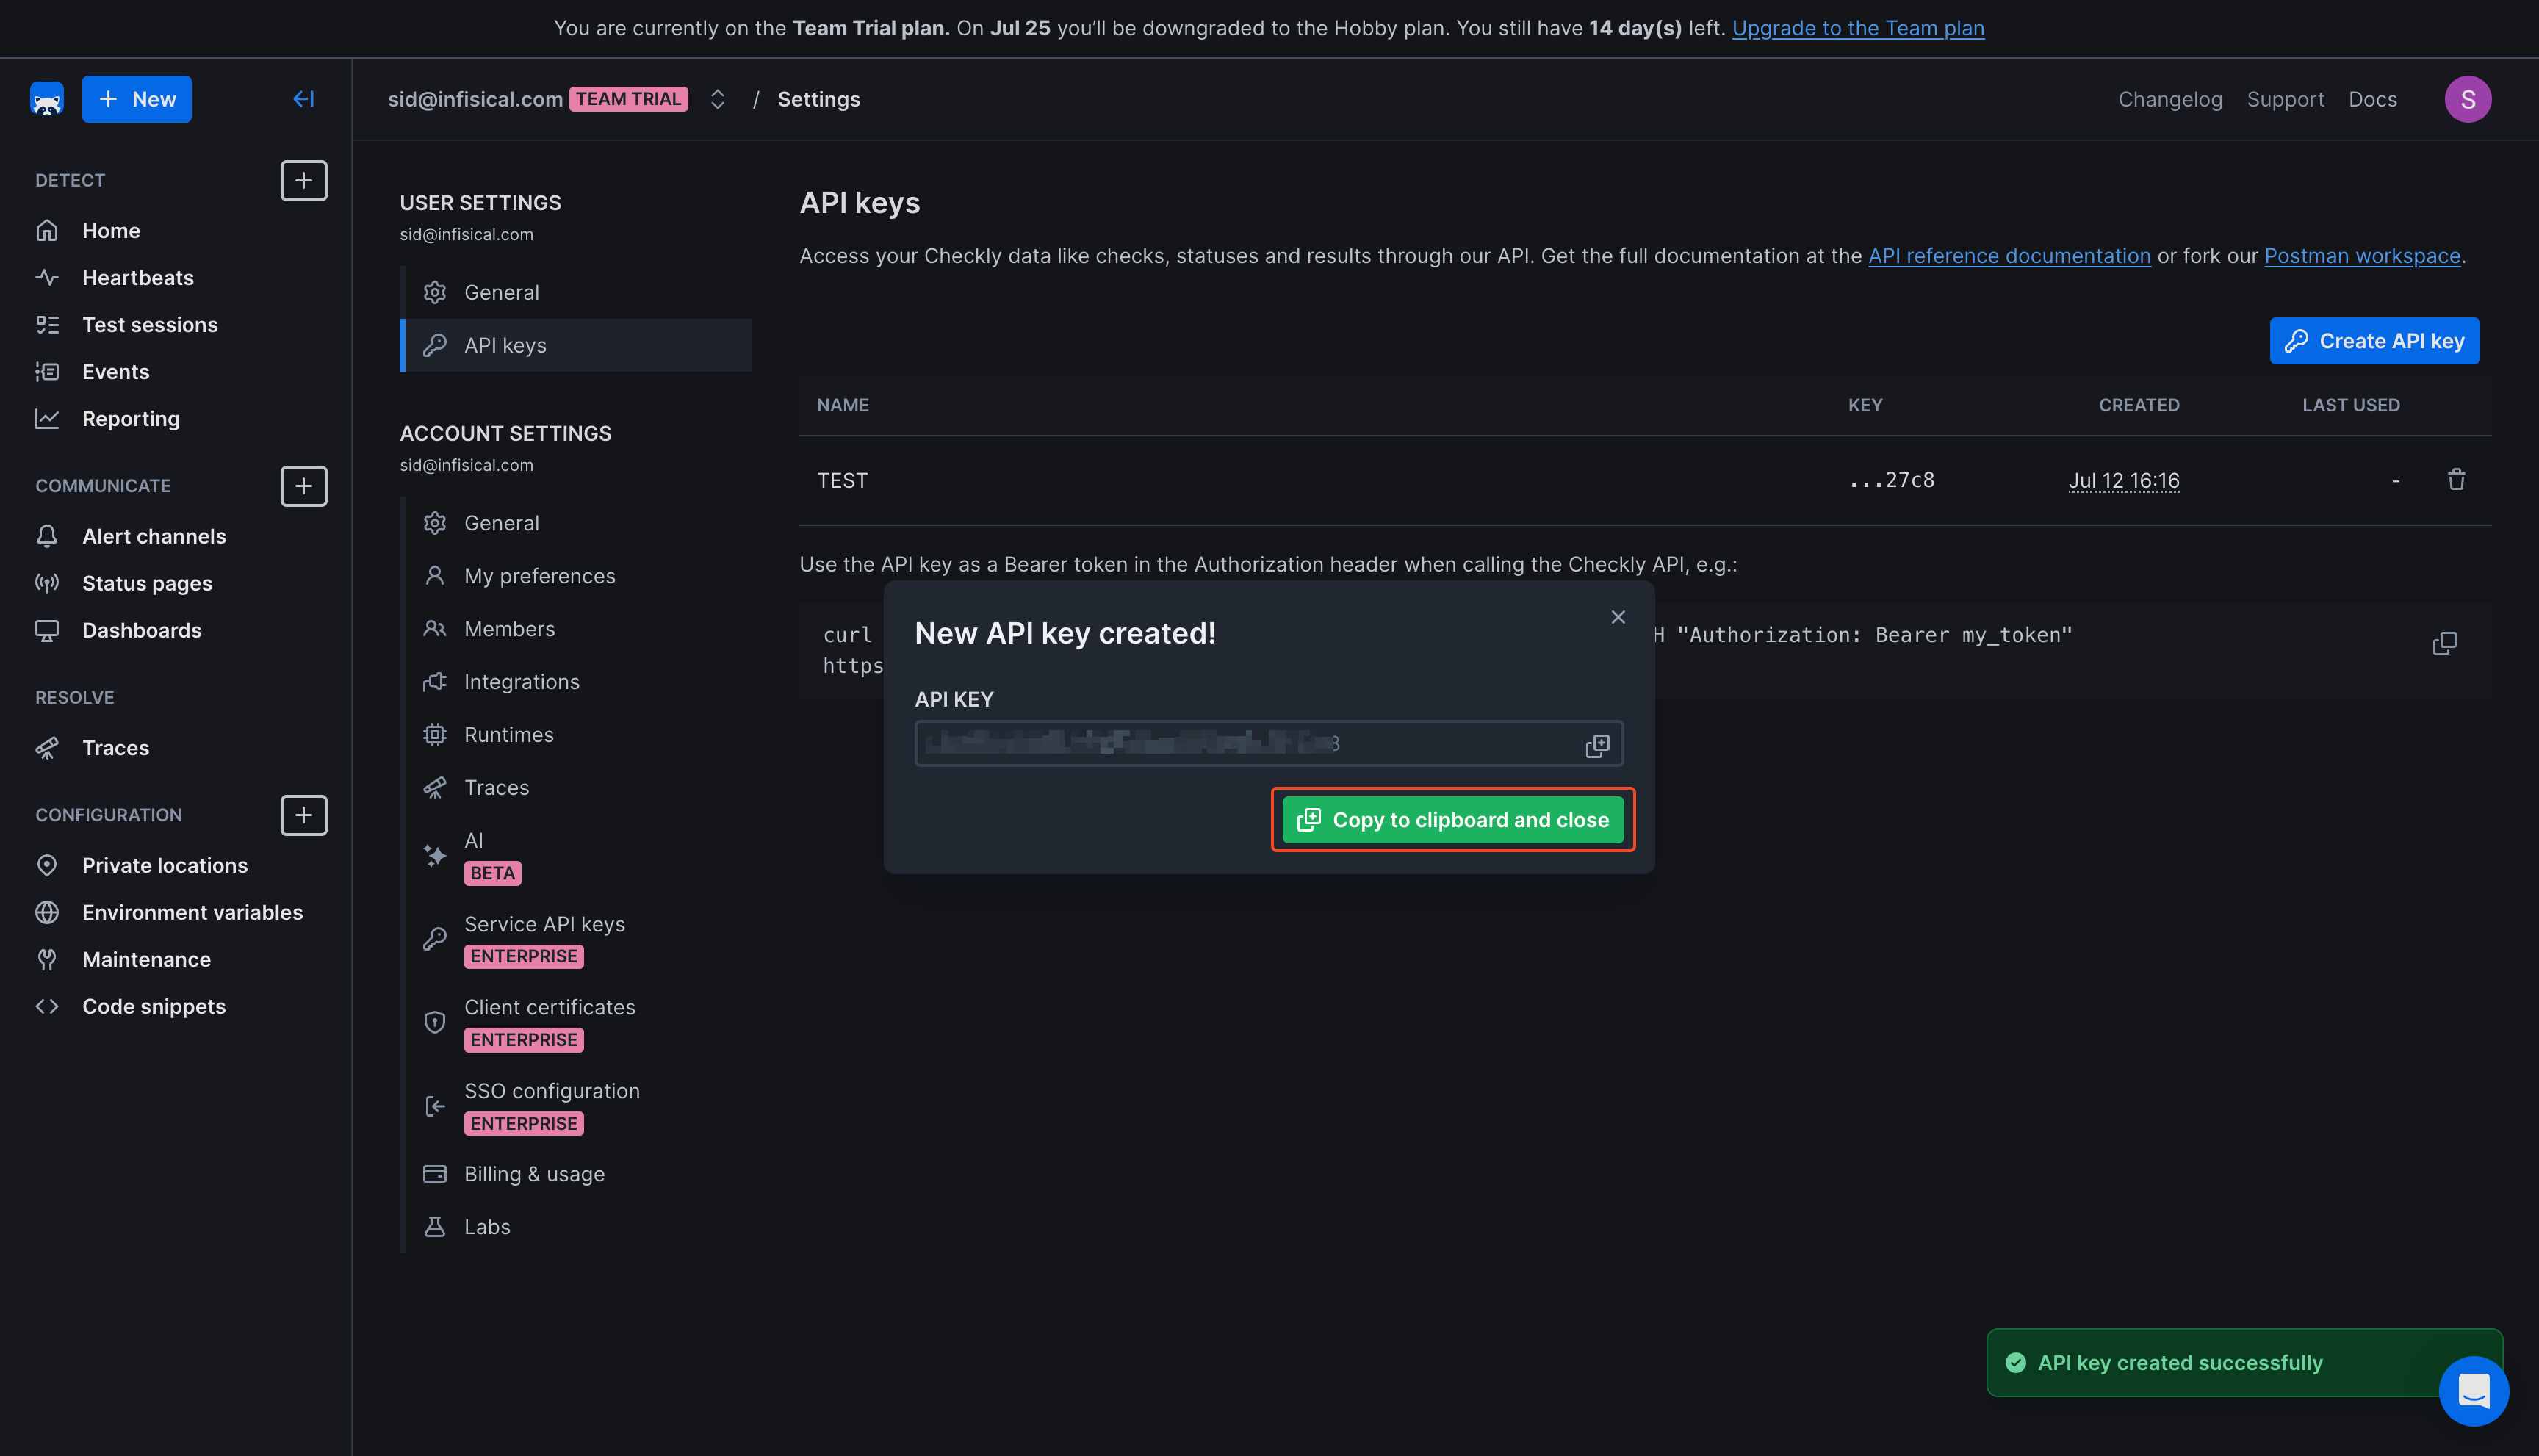 You are currently on the Team Trial plan. On Jul 25 you’ll be downgraded to the Hobby plan. You still have 14 day(s) left. Upgrade to the Team plan
New
sid@infisical.com TEAM TRIAL / Settings
Changelog Support Docs S
DETECT
Home
Heartbeats
Test sessions
Events
Reporting
COMMUNICATE
Alert channels
Status pages
Dashboards
RESOLVE
Traces
CONFIGURATION
Private locations
Environment variables
Maintenance
Code snippets
USER SETTINGS
sid@infisical.com
General
API keys
ACCOUNT SETTINGS
sid@infisical.com
General
My preferences
Members
Integrations
Runtimes
Traces
AI
BETA
Service API keys
ENTERPRISE
Client certificates
ENTERPRISE
SSO configuration
ENTERPRISE
Billing & usage
Labs
API keys
Access your Checkly data like checks, statuses and results through our API. Get the full documentation at the API reference documentation or fork our Postman workspace.
Create API key
NAME KEY CREATED LAST USED
TEST ...27c8 Jul 12 16:16 -
Use the API key as a Bearer token in the Authorization header when calling the Checkly API, e.g.:
curl H "Authorization: Bearer my_token"
https
New API key created!
API KEY
Copy to clipboard and close
API key created successfully